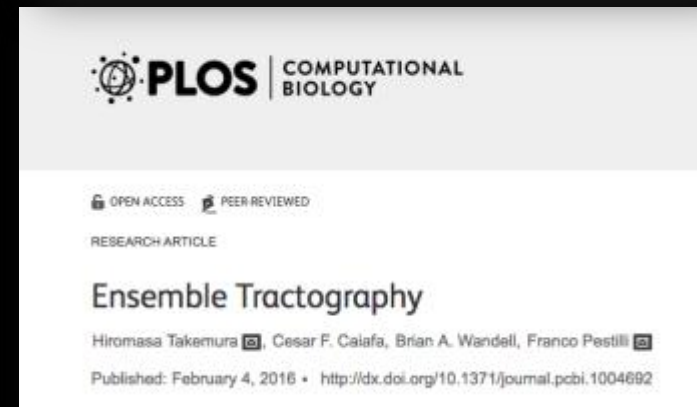 PLOS COMPUTATIONAL BIOLOGY
OPEN ACCESS PEER-REVIEWED
RESEARCH ARTICLE
Ensemble Tractography
Hiromasa Takemura, Cesar F. Caiafa, Brian A. Wandell, Franco Pestilli
Published: February 4, 2016 • http://dx.doi.org/10.1371/journal.pcbi.1004692